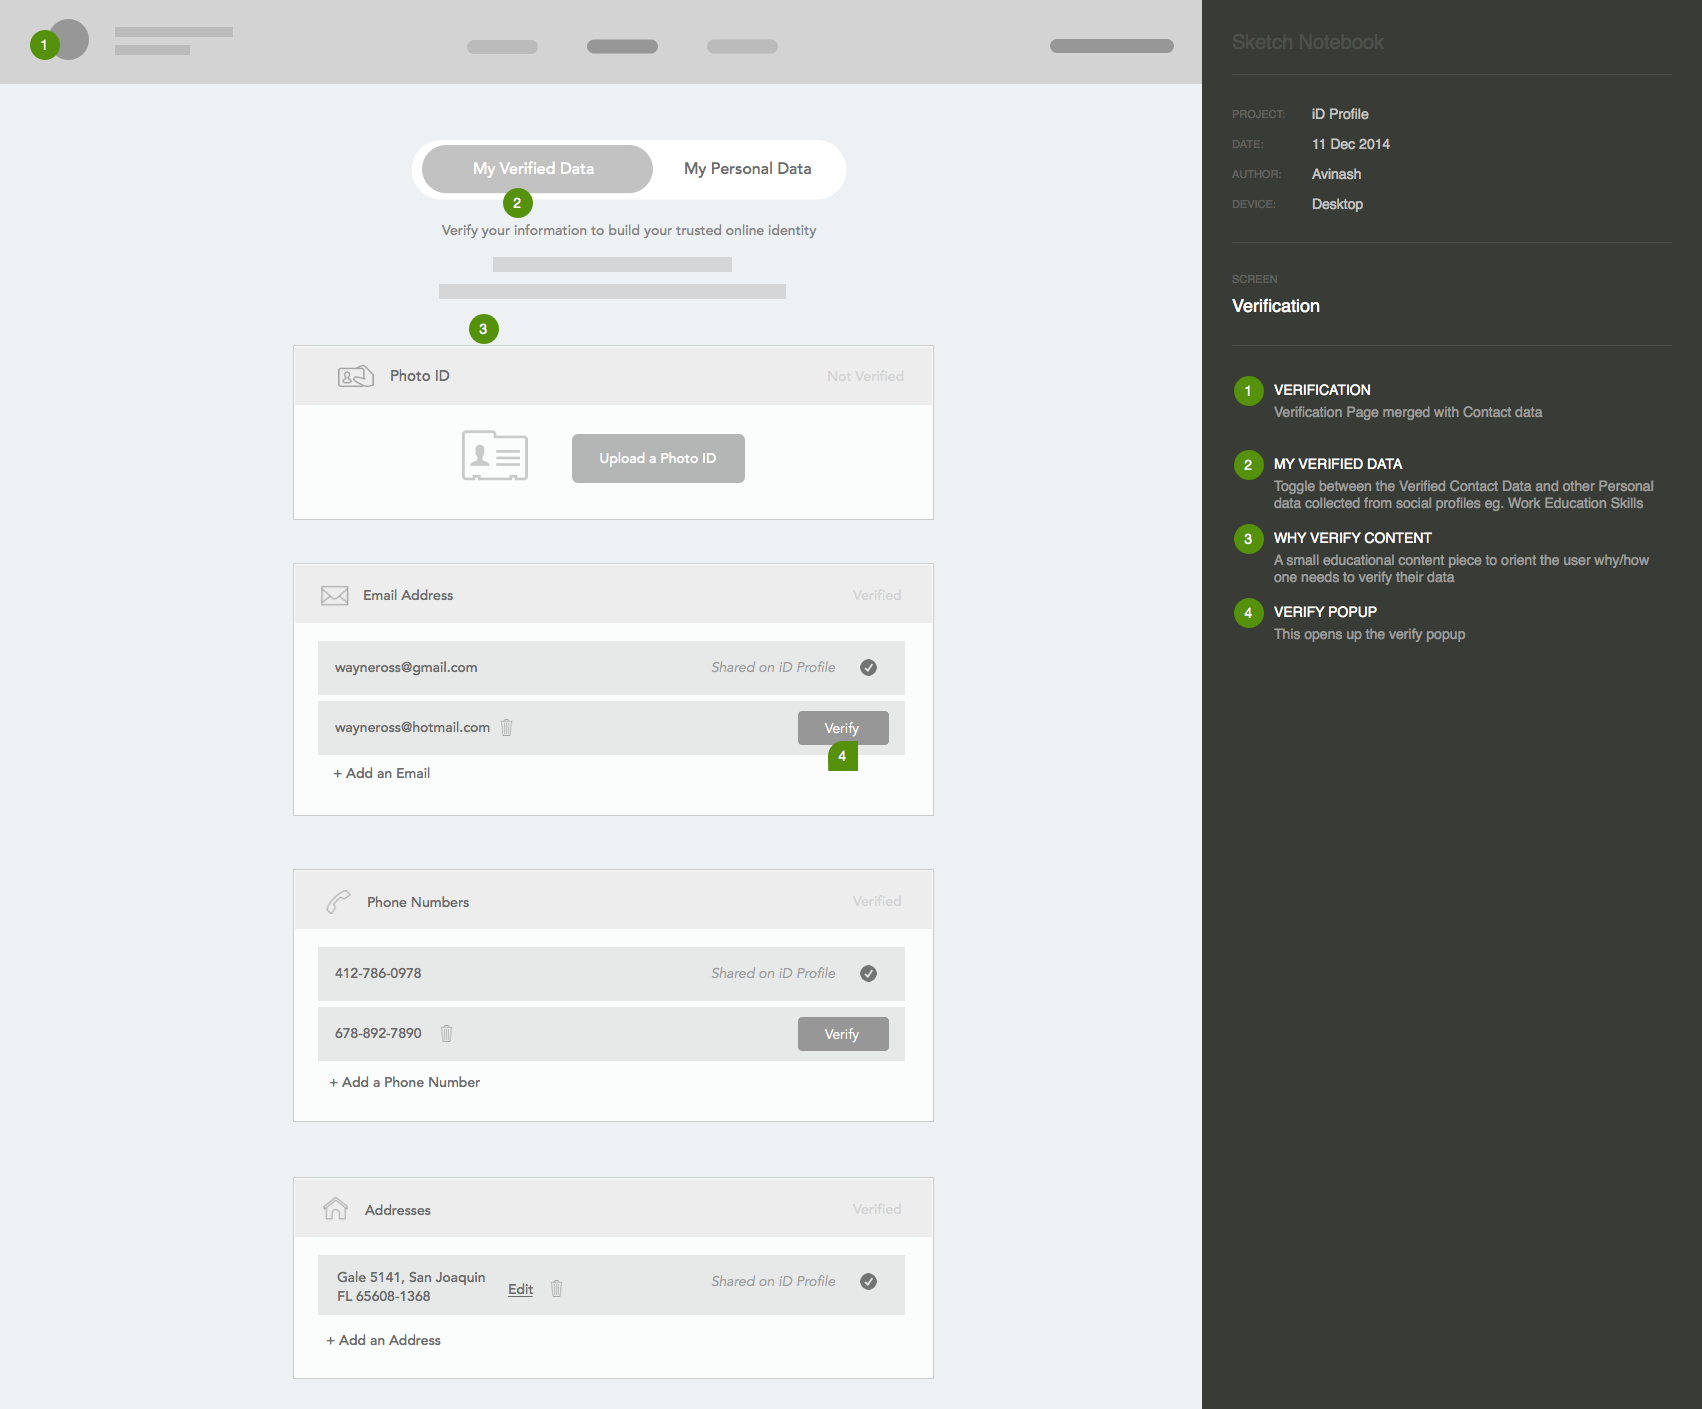 1
My Verified Data
My Personal Data
2
Verify your information to build your trusted online identity
3
Photo ID
Not Verified
Upload a Photo ID
Email Address
Verified
wayneross@gmail.com
Shared on iD Profile
wayneross@hotmail.com
Verify
4
+ Add an Email
Phone Numbers
Verified
412-786-0978
Shared on iD Profile
678-892-7890
Verify
+ Add a Phone Number
Addresses
Verified
Gale 5141, San Joaquin
FL 65608-1368
Edit
Shared on iD Profile
+ Add an Address
Sketch Notebook
PROJECT: iD Profile
DATE: 11 Dec 2014
AUTHOR: Avinash
DEVICE: Desktop
SCREEN
Verification
1 VERIFICATION
Verification Page merged with Contact data
2 MY VERIFIED DATA
Toggle between the Verified Contact Data and other Personal
data collected from social profiles eg. Work Education Skills
3 WHY VERIFY CONTENT
A small educational content piece to orient the user why/how
one needs to verify their data
4 VERIFY POPUP
This opens up the verify popup